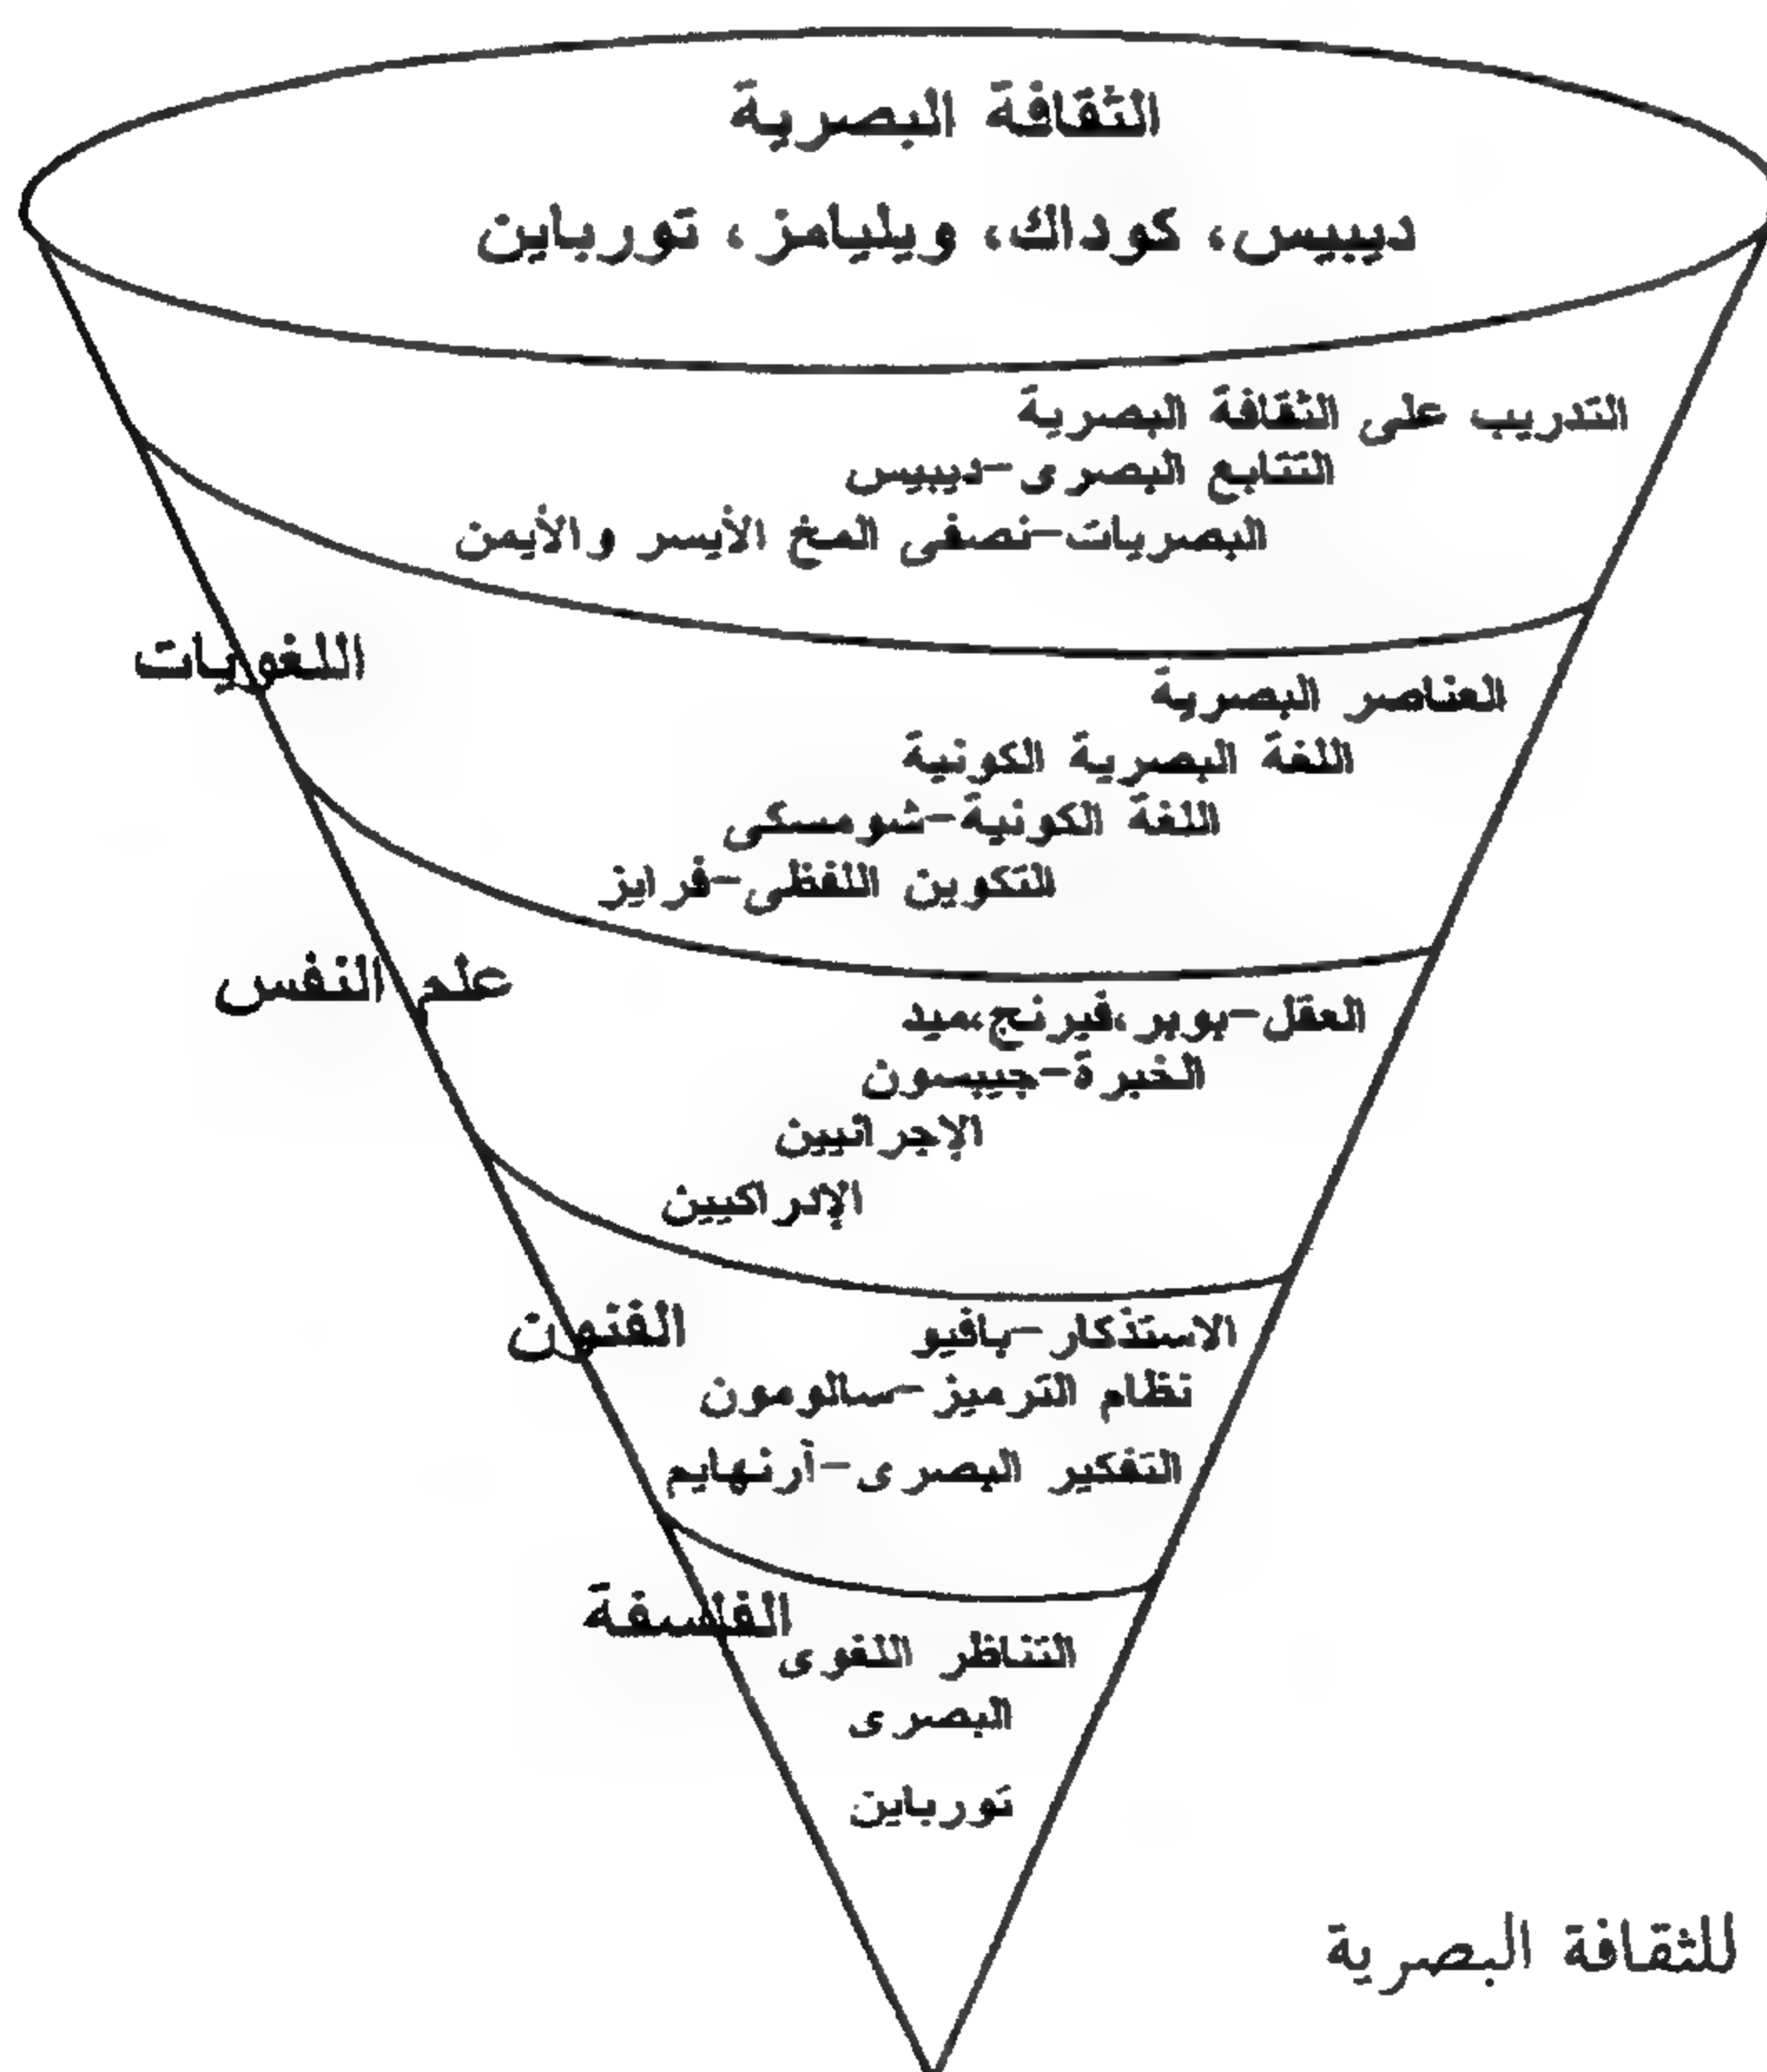 الثقافة البصرية
ديبيس، كوداك، ويليامز، تورباين
التدريب على الثقافة البصرية
التتابع البصرى-ديبيس
البصريات-نصفى المخ الأيسر والأيمن
اللغويات
العناصر البصرية
اللغة البصرية الكونية
اللغة الكونية-شومسكى
التكوين اللفظى-فرايز
علم النفس
العقل-بوبر،فيرنج،ميد
الخبرة-جيبسون
الإجرائيين
الإدراكيين
الفنون
الاستذكار-بافيو
نظام الترميز-سالومون
التفكير البصرى-آرنهايم
الفلسفة
التناظر اللغوى
البصرى
تورباين
للثقافة البصرية